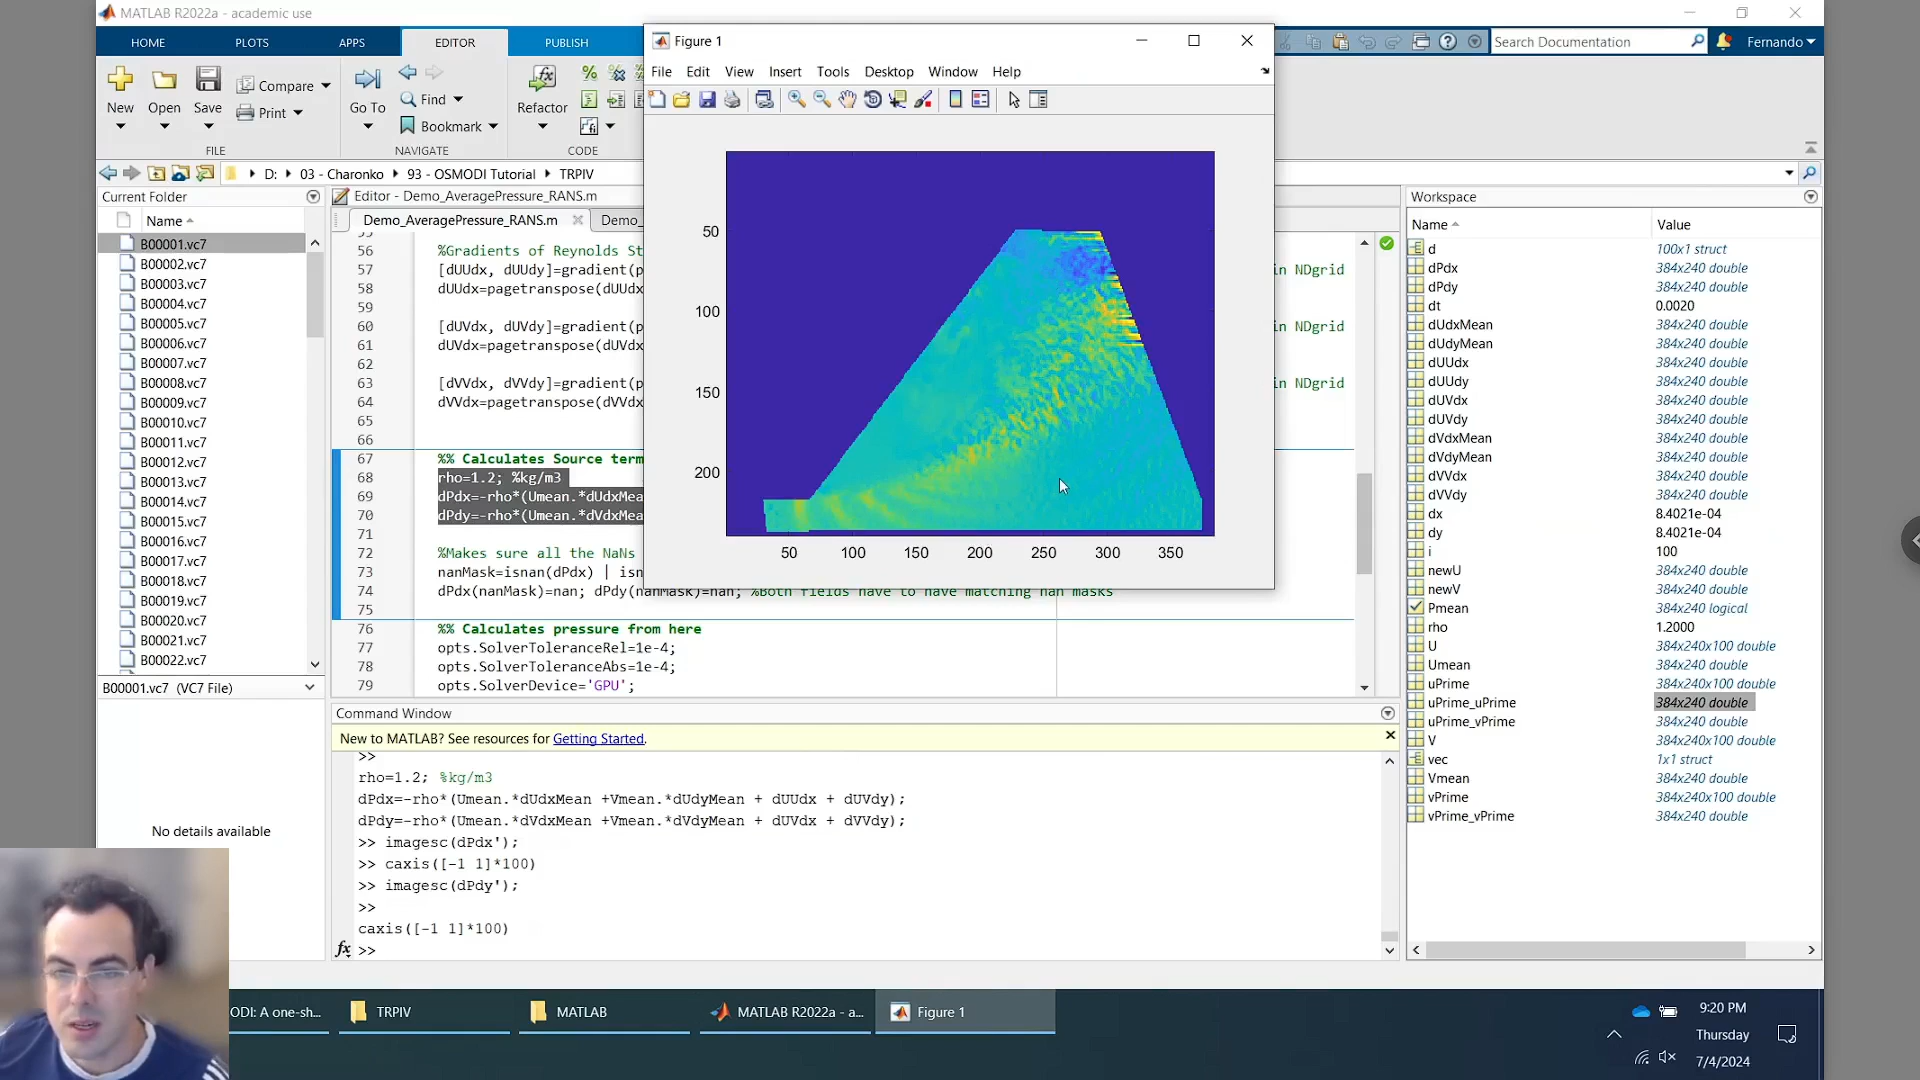 MATLAB R2022a - academic use
HOME
PLOTS
APPS
EDITOR
PUBLISH
Search Documentation
Fernando
New
Open
Save
Compare
Print
Go To
Find
Bookmark
Refactor
FILE
NAVIGATE
CODE
D:
03 - Charonko
93 - OSMODI Tutorial
TRPIV
Figure 1
File
Edit
View
Insert
Tools
Desktop
Window
Help
50
100
150
200
50
100
150
200
250
300
350
Current Folder
Name
B00001.vc7
B00002.vc7
B00003.vc7
B00004.vc7
B00005.vc7
B00006.vc7
B00007.vc7
B00008.vc7
B00009.vc7
B00010.vc7
B00011.vc7
B00012.vc7
B00013.vc7
B00014.vc7
B00015.vc7
B00016.vc7
B00017.vc7
B00018.vc7
B00019.vc7
B00020.vc7
B00021.vc7
B00022.vc7
B00001.vc7 (VC7 File)
No details available
Editor - Demo_AveragePressure_RANS.m
Demo_AveragePressure_RANS.m
Demo_
56 %Gradients of Reynolds St
57 [dUUdx, dUUdy]=gradient(p in NDgrid
58 dUUdx=pagetranspose(dUUdx
59
60 [dUVdx, dUVdy]=gradient(p in NDgrid
61 dUVdx=pagetranspose(dUVdx
62
63 [dVVdx, dVVdy]=gradient(p in NDgrid
64 dVVdx=pagetranspose(dVVdx
65
66
67 %% Calculates Source term
68 rho=1.2; %kg/m3
69 dPdx=-rho*(Umean.*dUdxMea
70 dPdy=-rho*(Umean.*dVdxMea
71
72 %Makes sure all the NaNs
73 nanMask=isnan(dPdx) | isn
74 dPdx(nanMask)=nan; dPdy(nanMask)=nan; %Both fields have to have matching nan masks
75
76 %% Calculates pressure from here
77 opts.SolverToleranceRel=1e-4;
78 opts.SolverToleranceAbs=1e-4;
79 opts.SolverDevice='GPU';
Command Window
New to MATLAB? See resources for Getting Started.
>>
rho=1.2; %kg/m3
dPdx=-rho*(Umean.*dUdxMean +Vmean.*dUdyMean + dUUdx + dUVdy);
dPdy=-rho*(Umean.*dVdxMean +Vmean.*dVdyMean + dUVdx + dVVdy);
>> imagesc(dPdx');
>> caxis([-1 1]*100)
>> imagesc(dPdy');
>>
caxis([-1 1]*100)
fx >>
Workspace
Name Value
d 100x1 struct
dPdx 384x240 double
dPdy 384x240 double
dt 0.0020
dUdxMean 384x240 double
dUdyMean 384x240 double
dUUdx 384x240 double
dUUdy 384x240 double
dUVdx 384x240 double
dUVdy 384x240 double
dVdxMean 384x240 double
dVdyMean 384x240 double
dVVdx 384x240 double
dVVdy 384x240 double
dx 8.4021e-04
dy 8.4021e-04
i 100
newU 384x240 double
newV 384x240 double
Pmean 384x240 logical
rho 1.2000
U 384x240x100 double
Umean 384x240 double
uPrime 384x240x100 double
uPrime_uPrime 384x240 double
uPrime_vPrime 384x240 double
V 384x240x100 double
vec 1x1 struct
Vmean 384x240 double
vPrime 384x240x100 double
vPrime_vPrime 384x240 double
ODI: A one-sh...
TRPIV
MATLAB
MATLAB R2022a - a...
Figure 1
9:20 PM
Thursday
7/4/2024